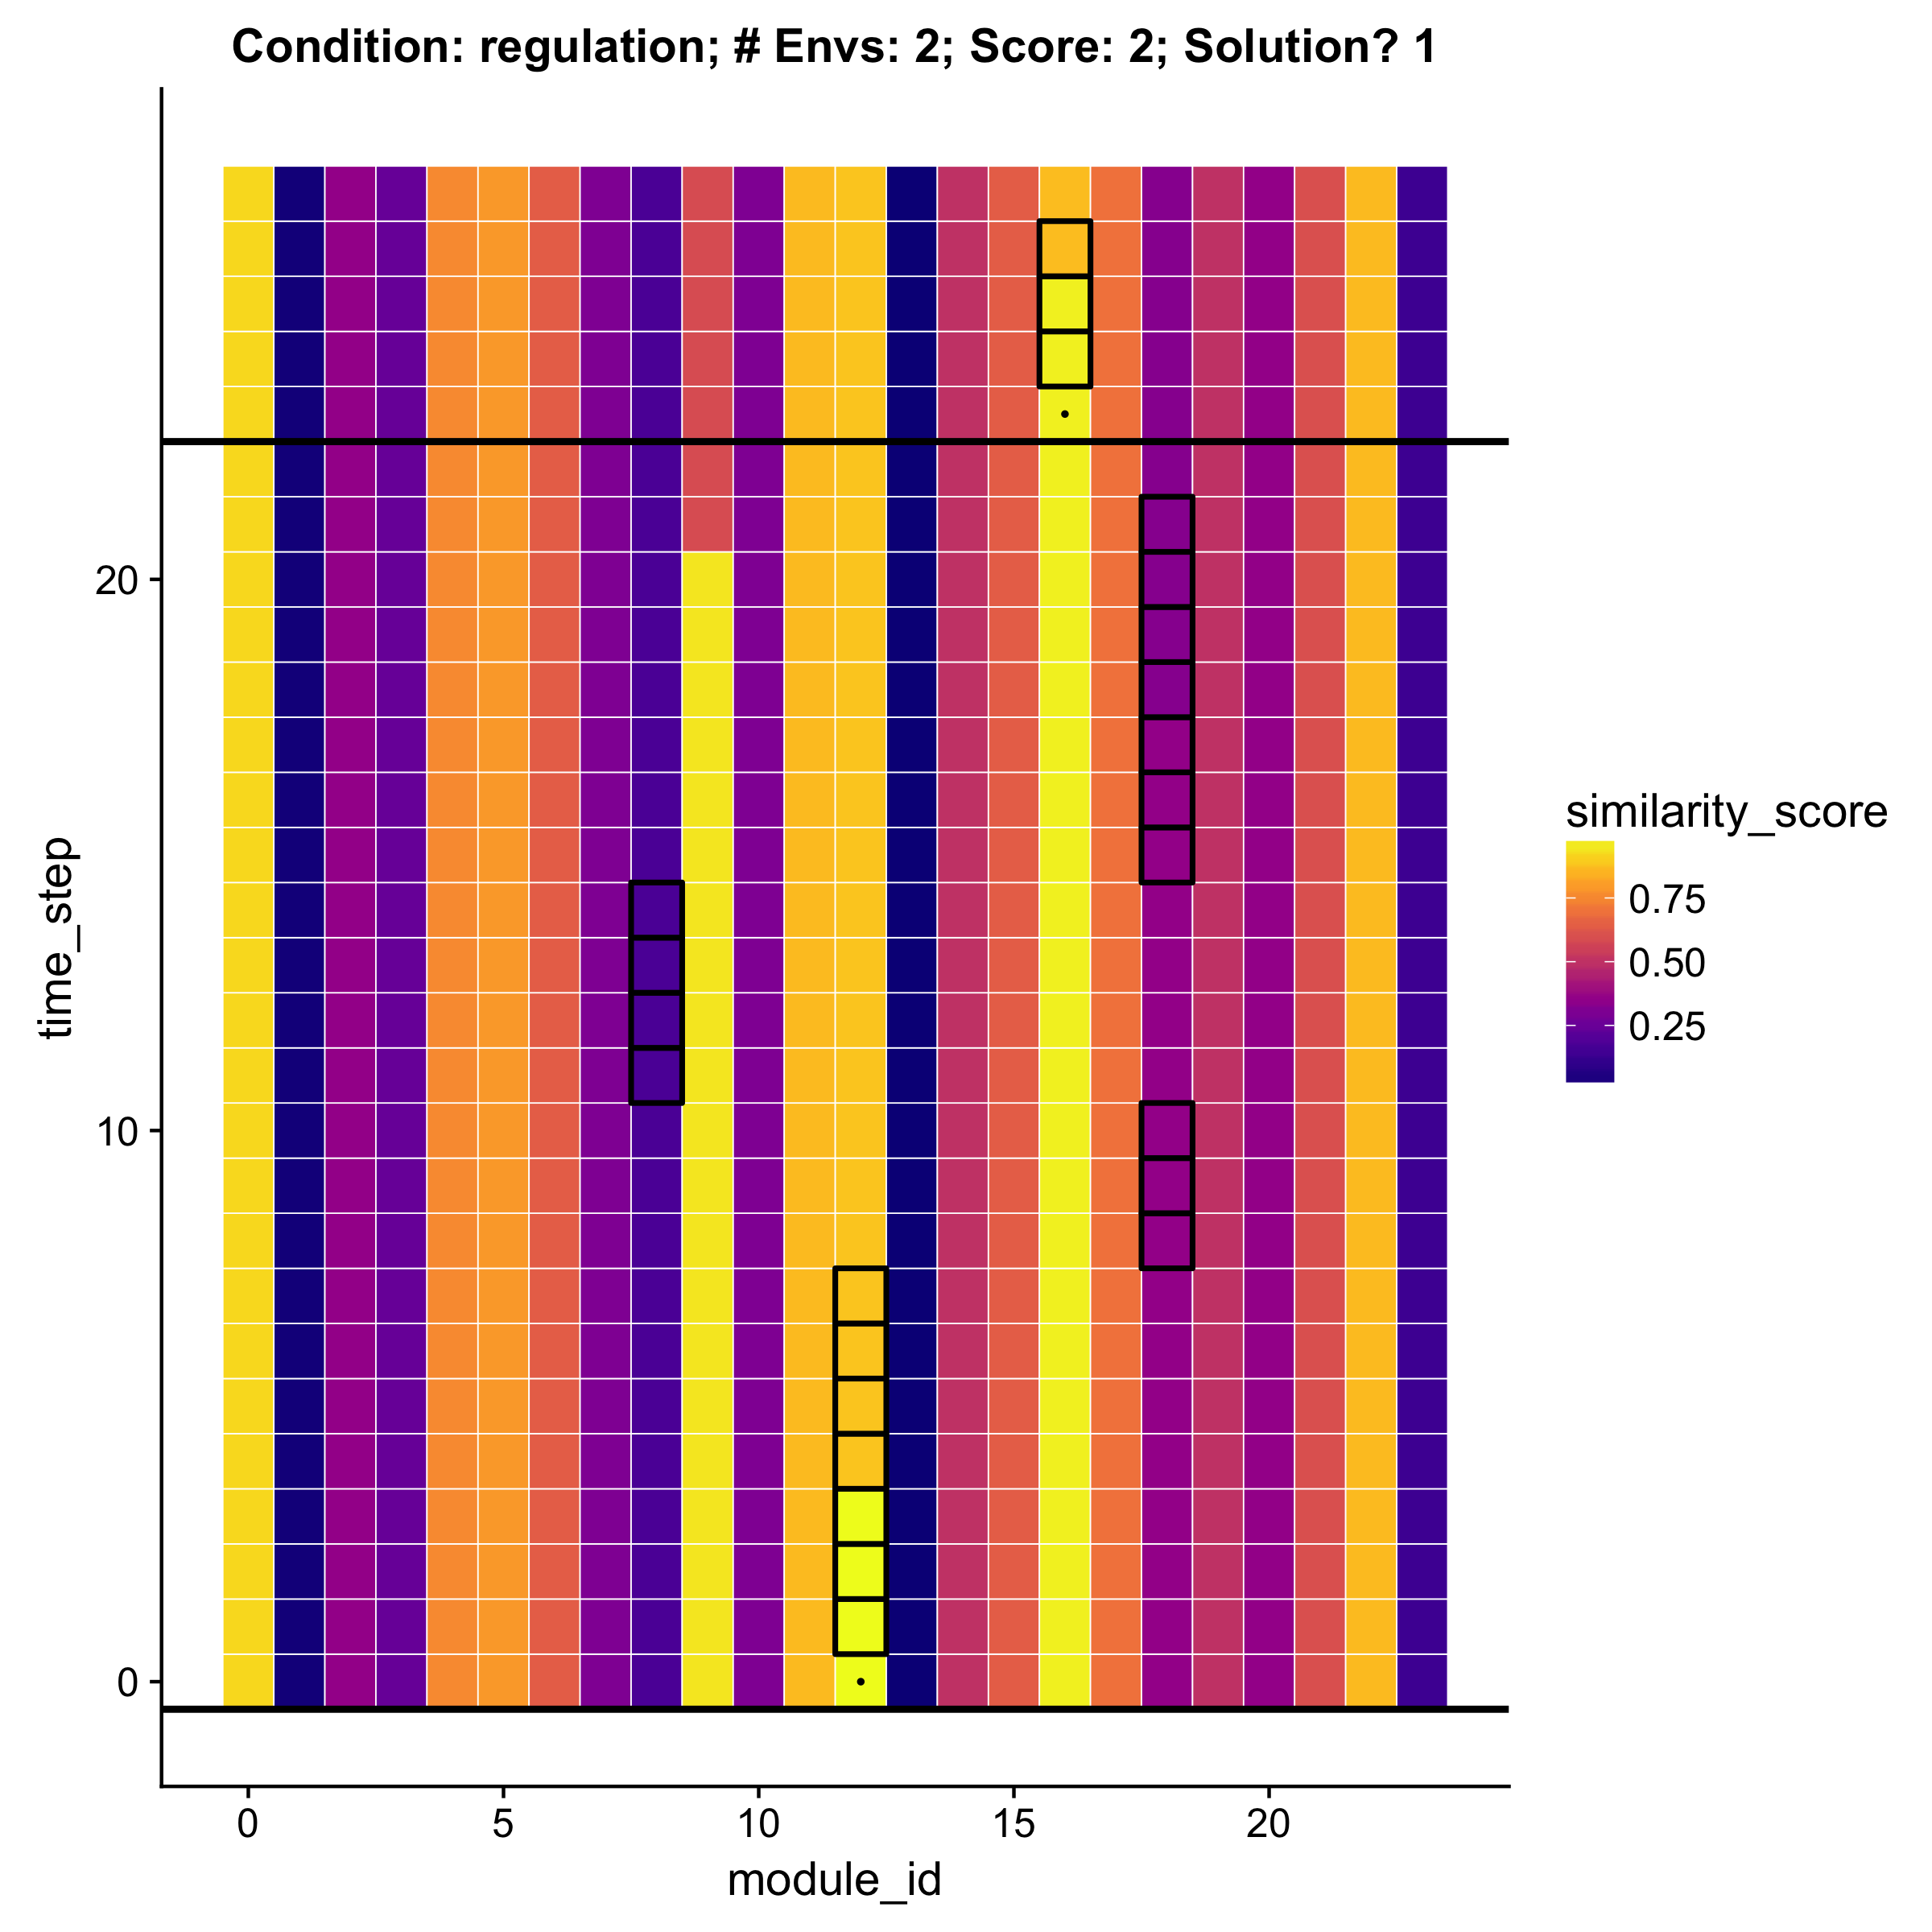 Condition: regulation; # Envs: 2; Score: 2; Solution? 1
time_step
20
10
0
0 5 10 15 20
module_id
similarity_score
0.75
0.50
0.25